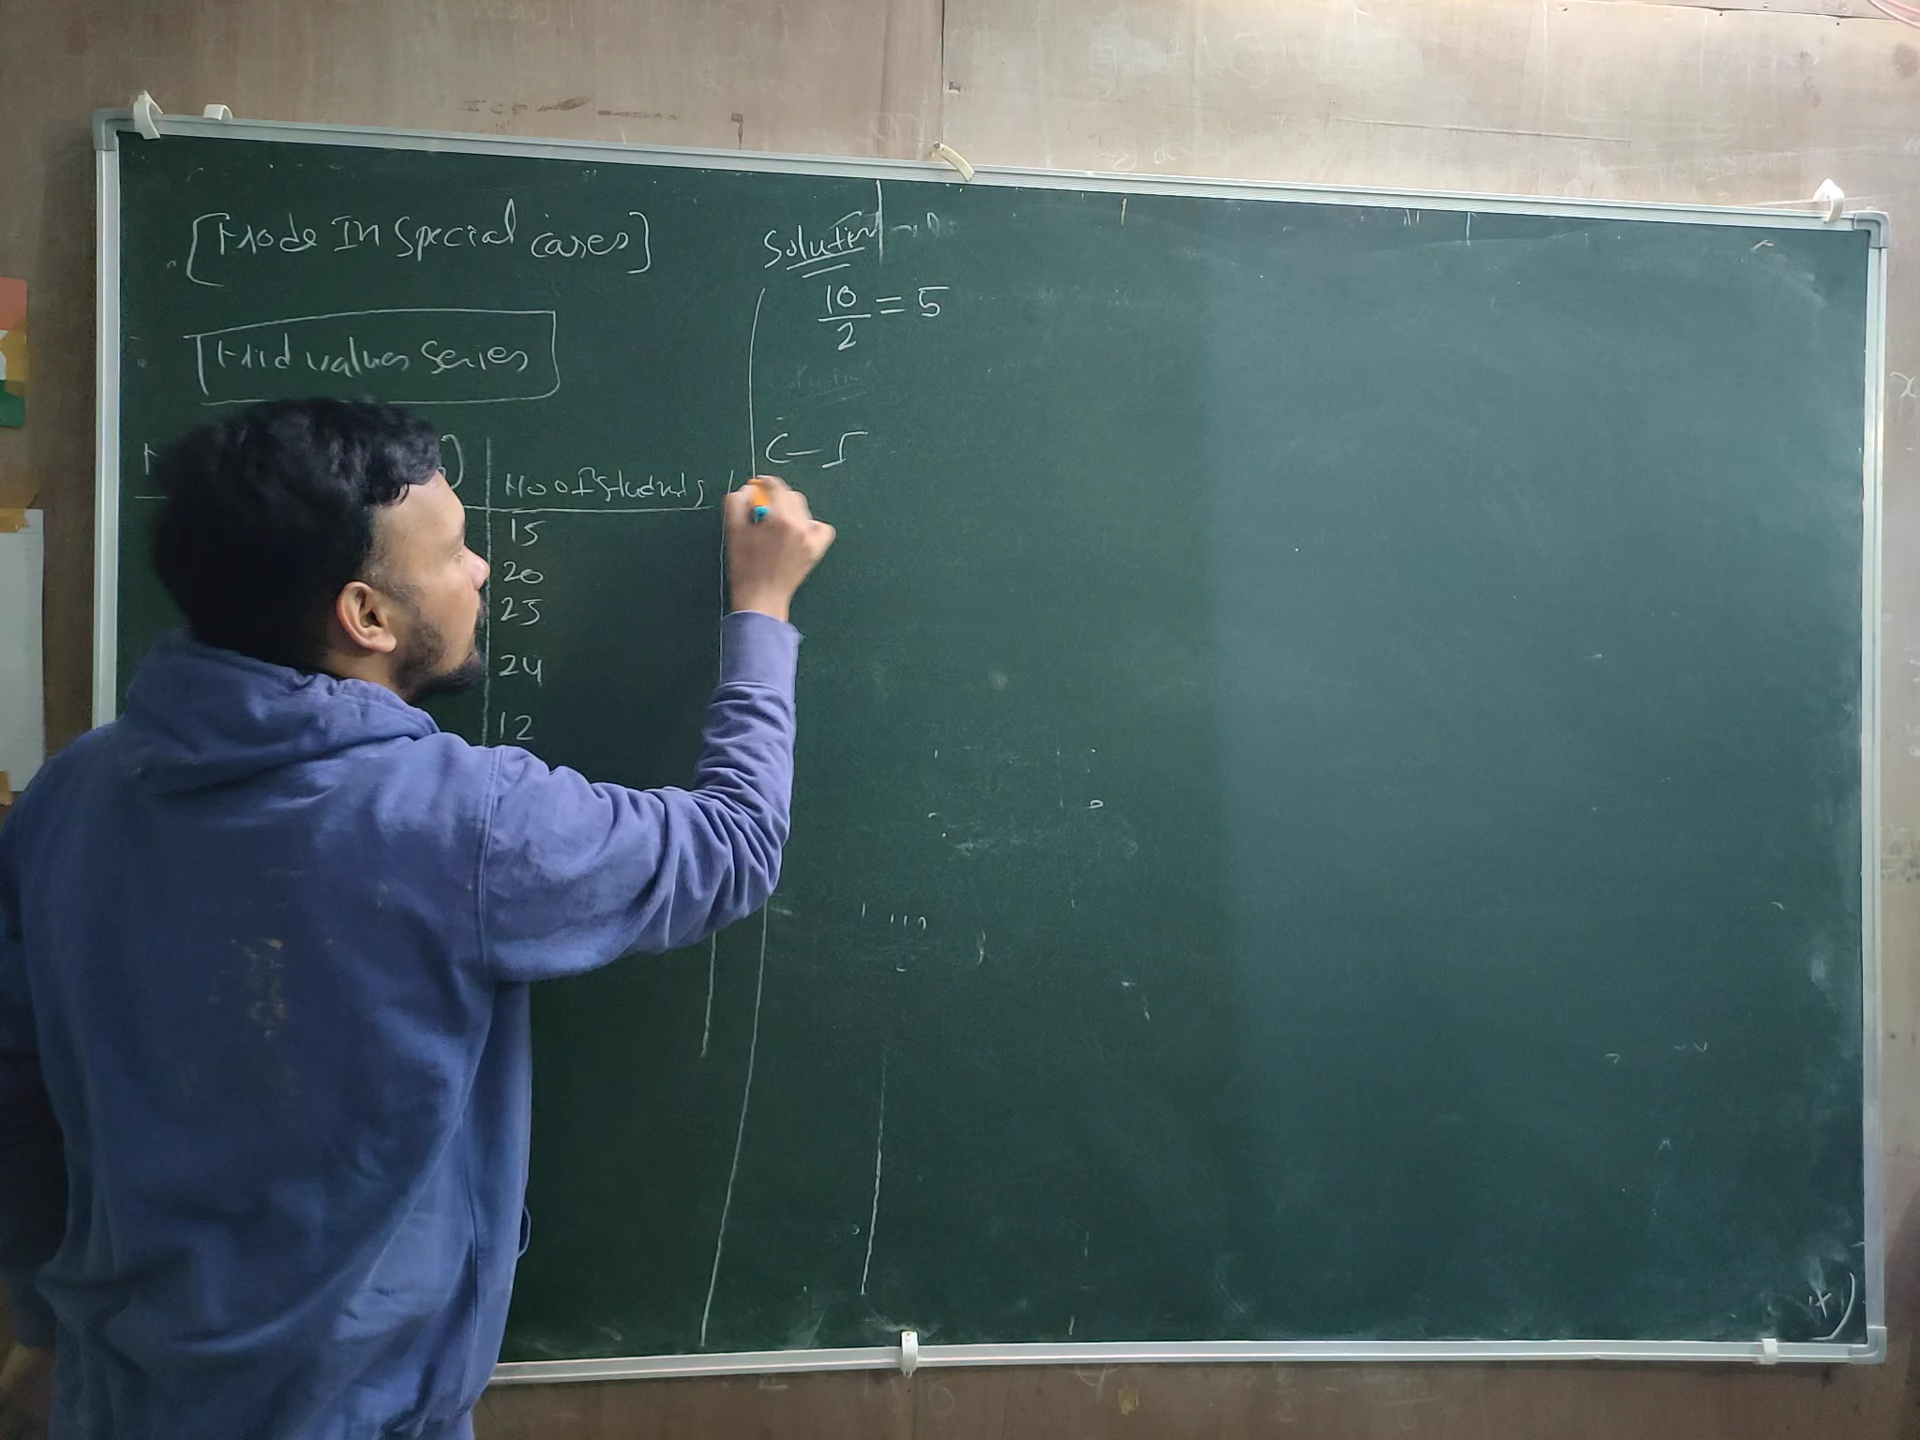 [Mode In Special cases]
Mid values Series
No of Students
15
20
25
24
12
Solution
10
2
= 5
C-I